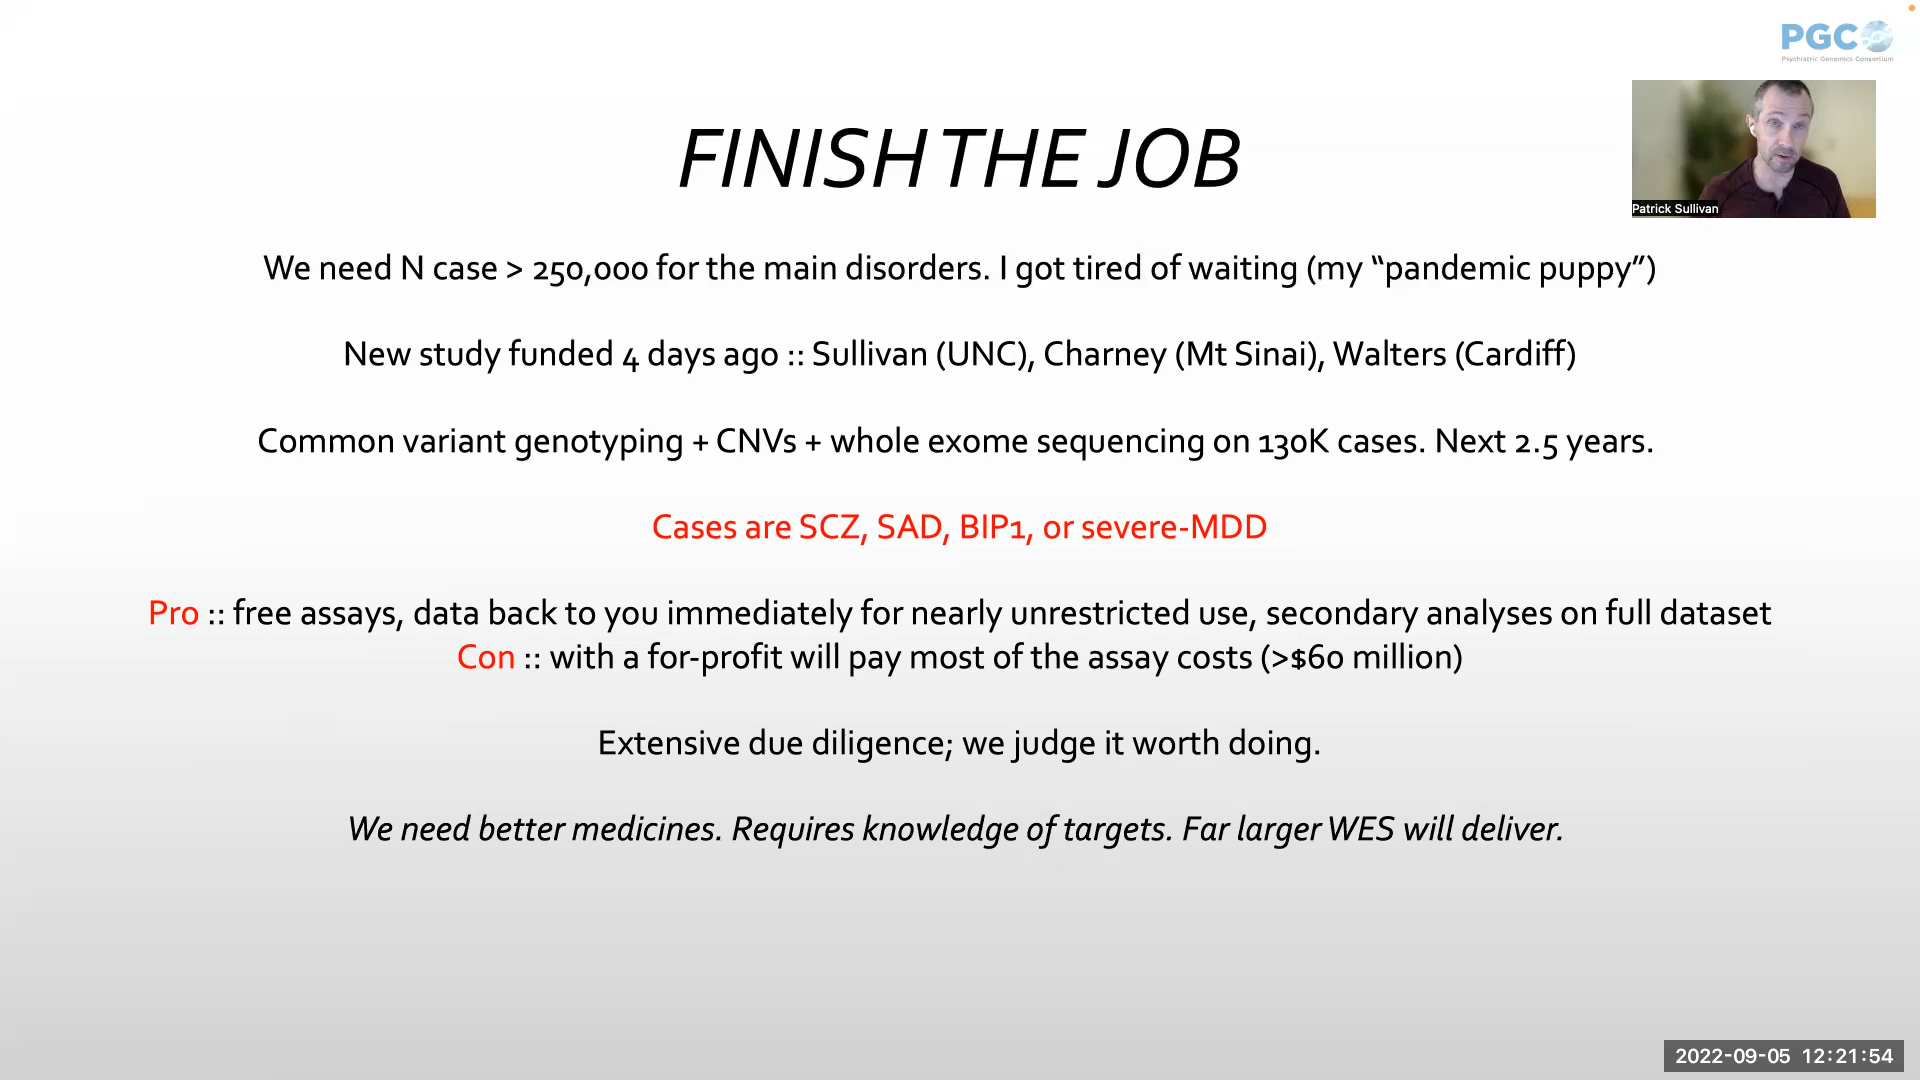 PGC
Psychiatric Genomics Consortium
Patrick Sullivan
FINISH THE JOB
We need N case > 250,000 for the main disorders. I got tired of waiting (my “pandemic puppy”)
New study funded 4 days ago :: Sullivan (UNC), Charney (Mt Sinai), Walters (Cardiff)
Common variant genotyping + CNVs + whole exome sequencing on 130K cases. Next 2.5 years.
Cases are SCZ, SAD, BIP1, or severe-MDD
Pro :: free assays, data back to you immediately for nearly unrestricted use, secondary analyses on full dataset
Con :: with a for-profit will pay most of the assay costs (>$60 million)
Extensive due diligence; we judge it worth doing.
We need better medicines. Requires knowledge of targets. Far larger WES will deliver.
2022-09-05 12:21:54